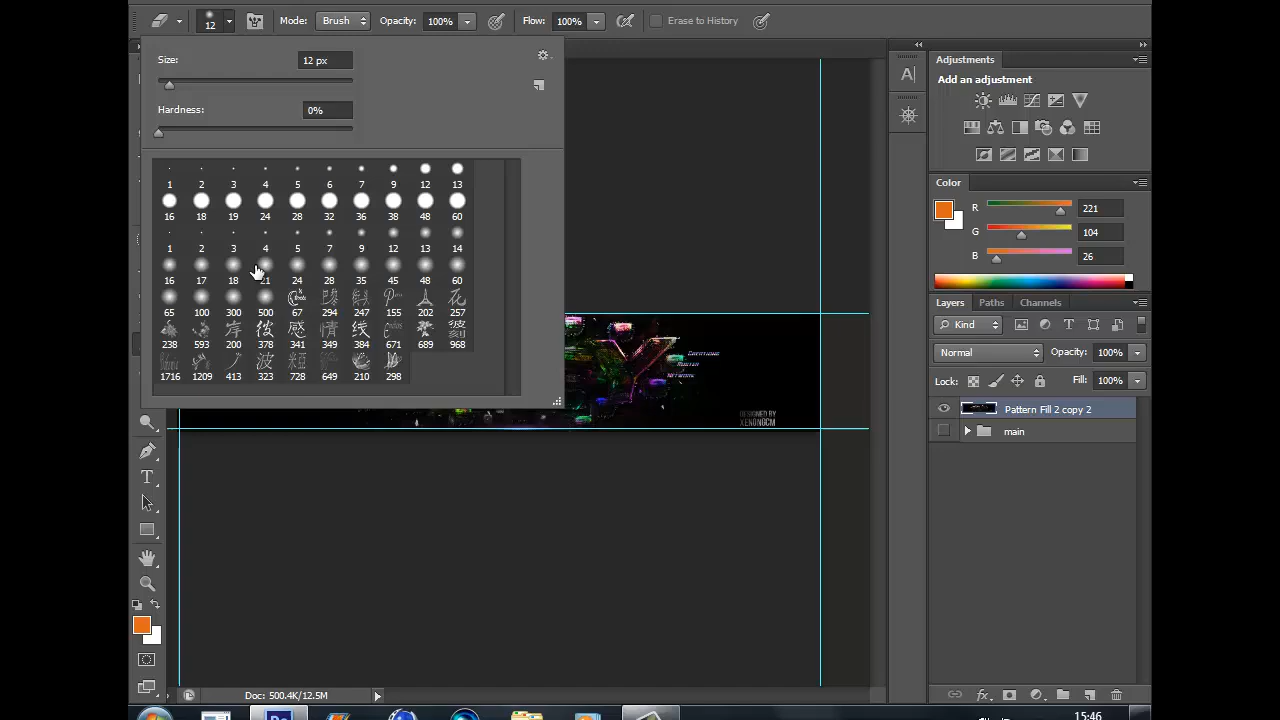 12 Mode: Brush Opacity: 100% Flow: 100% Erase to History
Size: 12 px
Hardness: 0%
1 2 3 4 5 6 7 9 12 13
16 18 19 24 28 32 36 38 48 60
1 2 3 4 5 7 9 12 13 14
16 17 18 21 24 28 35 45 48 60
65 100 300 500 67 294 247 155 202 257
238 593 200 378 341 349 384 671 689 968
1716 1209 413 323 728 649 210 298
DESIGNED BY
XENONGCM
Doc: 500.4K/12.5M
Adjustments
Add an adjustment
Color
R 221
G 104
B 26
Layers Paths Channels
Kind
Normal Opacity: 100%
Lock: Fill: 100%
Pattern Fill 2 copy 2
main
15:46